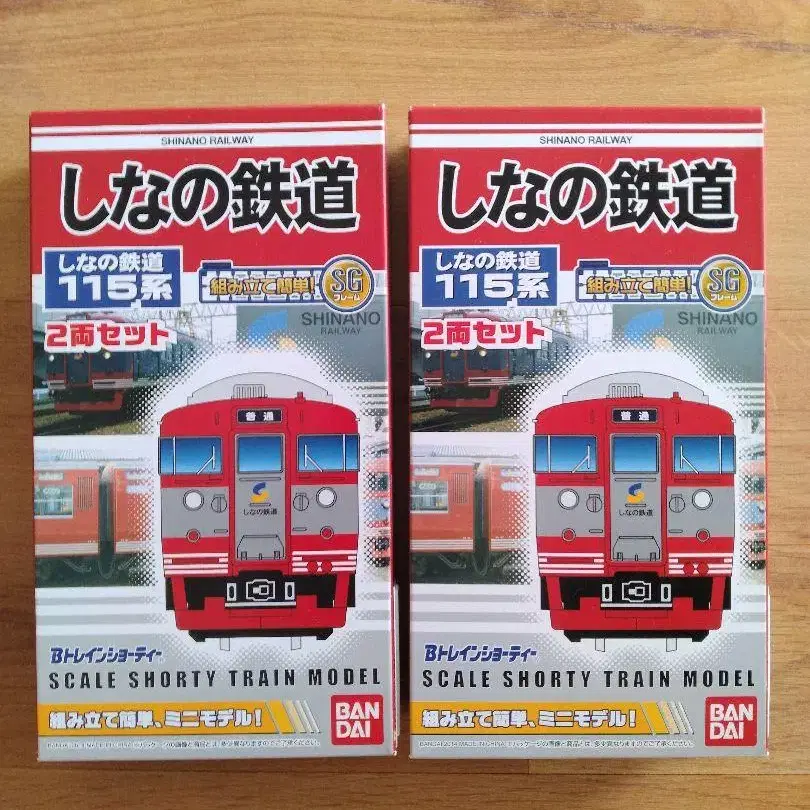 SHINANO RAILWAY
しなの鉄道
しなの鉄道
115系
組み立て簡単!
SG
フレーム
2両セット
SHINANO
RAILWAY
普通
しなの鉄道
Bトレインショーティー
SCALE SHORTY TRAIN MODEL
組み立て簡単、ミニモデル!
BAN
DAI
SHINANO RAILWAY
しなの鉄道
しなの鉄道
115系
組み立て簡単!
SG
フレーム
2両セット
SHINANO
RAILWAY
普通
しなの鉄道
Bトレインショーティー
SCALE SHORTY TRAIN MODEL
組み立て簡単、ミニモデル!
BAN
DAI
BANDAI 2014 MADE IN CHINA